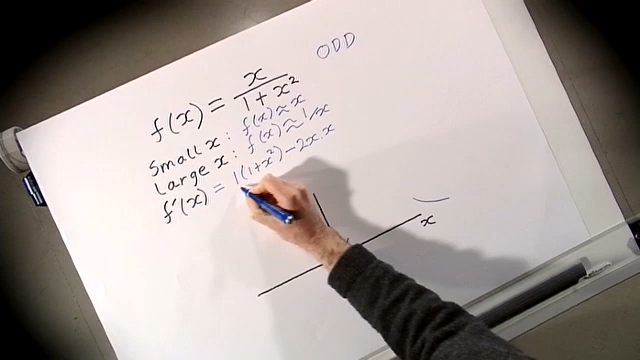 ODD
f(x) = x / (1 + x²)
Small x: f(x) ≈ x
Large x: f(x) ≈ 1/x
f'(x) = 1(1+x²) - 2x.x
x